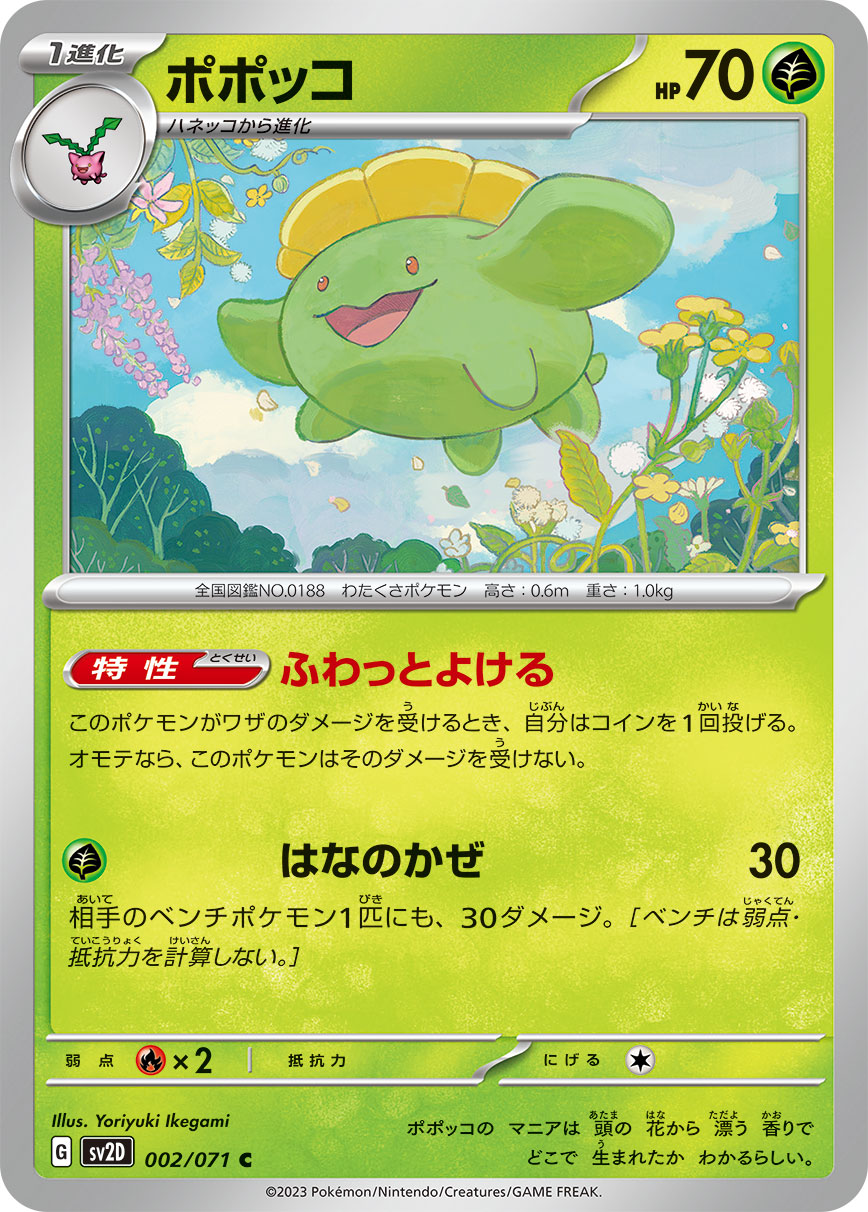 1進化
ポポッコ
HP70
ハネッコから進化
全国図鑑NO.0188 わたくさポケモン 高さ:0.6m 重さ:1.0kg
特性 とくせい ふわっとよける
このポケモンがワザのダメージを受けるとき、自分はコインを1回投げる。
オモテなら、このポケモンはそのダメージを受けない。
はなのかぜ 30
相手のベンチポケモン1匹にも、30ダメージ。[ベンチは弱点・
抵抗力を計算しない。]
弱点 ×2 抵抗力 にげる
Illus. Yoriyuki Ikegami
G sv2D 002/071 C
ポポッコの マニアは 頭の 花から 漂う 香りで
どこで 生まれたか わかるらしい。
©2023 Pokémon/Nintendo/Creatures/GAME FREAK.